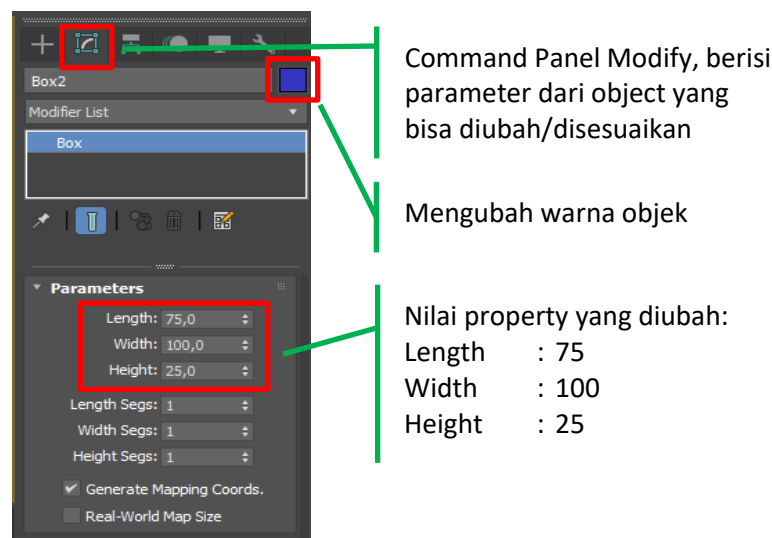 Box2
Modifier List
Box
Parameters
Length: 75,0
Width: 100,0
Height: 25,0
Length Segs: 1
Width Segs: 1
Height Segs: 1
Generate Mapping Coords.
Real-World Map Size
Command Panel Modify, berisi
parameter dari object yang
bisa diubah/disesuaikan
Mengubah warna objek
Nilai property yang diubah:
Length : 75
Width : 100
Height : 25